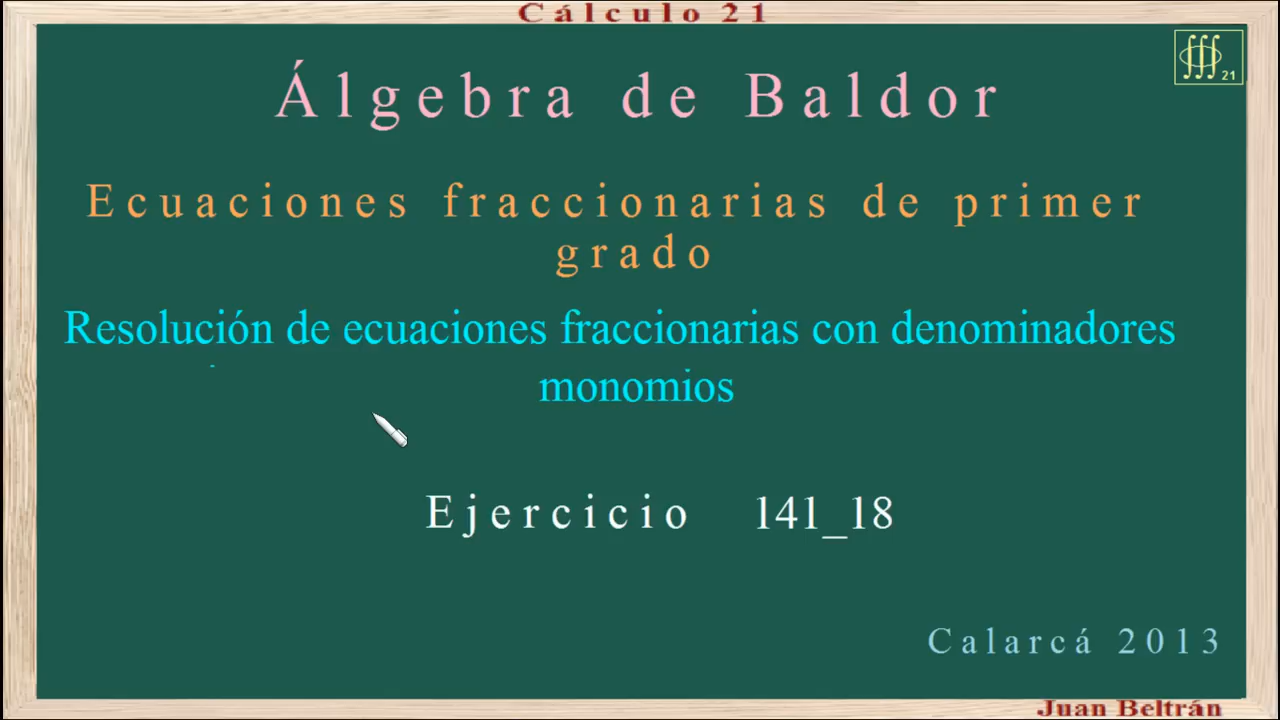 Cálculo 21
∰ 21
Álgebra de Baldor
Ecuaciones fraccionarias de primer
grado
Resolución de ecuaciones fraccionarias con denominadores
monomios
Ejercicio 141_18
Calarcá 2013
Juan Beltrán